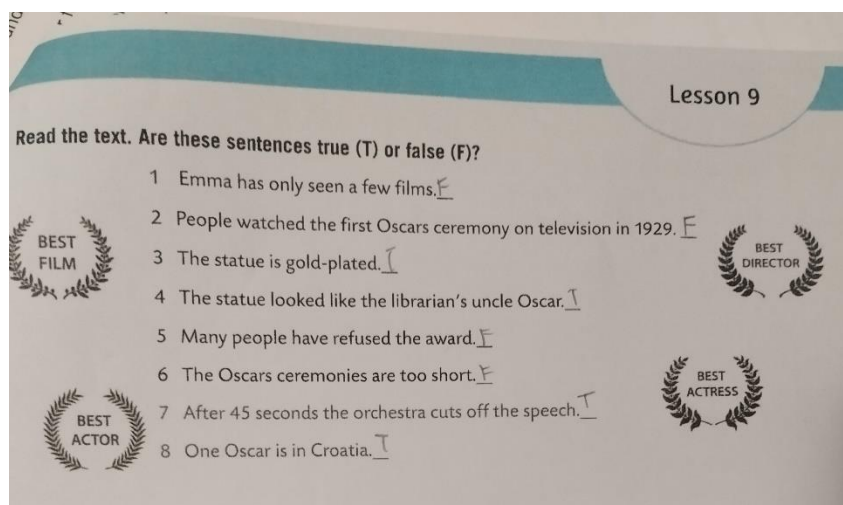 Lesson 9
Read the text. Are these sentences true (T) or false (F)?
1 Emma has only seen a few films. F
2 People watched the first Oscars ceremony on television in 1929. F
3 The statue is gold-plated. T
4 The statue looked like the librarian's uncle Oscar. T
5 Many people have refused the award. F
6 The Oscars ceremonies are too short. F
7 After 45 seconds the orchestra cuts off the speech. T
8 One Oscar is in Croatia. T
BEST
FILM
BEST
DIRECTOR
BEST
ACTOR
BEST
ACTRESS